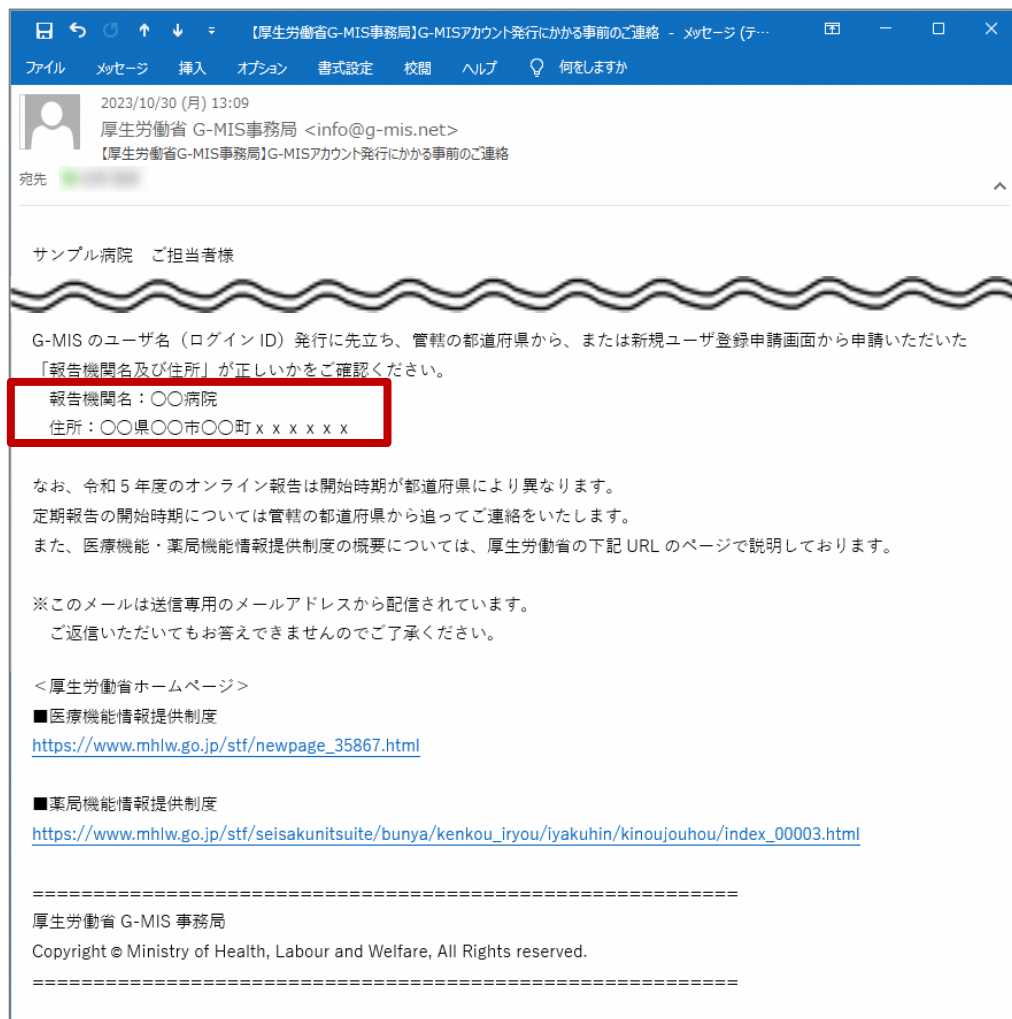 【厚生労働省G-MIS事務局】G-MISアカウント発行にかかる事前のご連絡 - メッセージ (テ…
ファイル メッセージ 挿入 オプション 書式設定 校閲 ヘルプ 何をしますか
2023/10/30 (月) 13:09
厚生労働省 G-MIS事務局 <info@g-mis.net>
【厚生労働省G-MIS事務局】G-MISアカウント発行にかかる事前のご連絡
宛先
サンプル病院　ご担当者様
G-MIS のユーザ名（ログイン ID）発行に先立ち、管轄の都道府県から、または新規ユーザ登録申請画面から申請いただいた
「報告機関名及び住所」が正しいかをご確認ください。
報告機関名：〇〇病院
住所：〇〇県〇〇市〇〇町ｘｘｘｘｘｘ
なお、令和５年度のオンライン報告は開始時期が都道府県により異なります。
定期報告の開始時期については管轄の都道府県から追ってご連絡をいたします。
また、医療機能・薬局機能情報提供制度の概要については、厚生労働省の下記 URL のページで説明しております。
※このメールは送信専用のメールアドレスから配信されています。
ご返信いただいてもお答えできませんのでご了承ください。
＜厚生労働省ホームページ＞
■医療機能情報提供制度
https://www.mhlw.go.jp/stf/newpage_35867.html
■薬局機能情報提供制度
https://www.mhlw.go.jp/stf/seisakunitsuite/bunya/kenkou_iryou/iyakuhin/kinoujouhou/index_00003.html
==========================================================
厚生労働省 G-MIS 事務局
Copyright © Ministry of Health, Labour and Welfare, All Rights reserved.
==========================================================